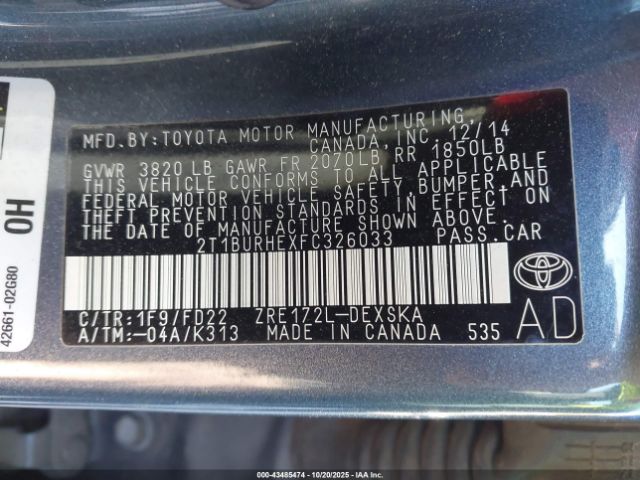 MFD.BY:TOYOTA MOTOR MANUFACTURING,
CANADA,INC. 12/14
GVWR 3820 LB GAWR FR 2070LB RR 1850LB
THIS VEHICLE CONFORMS TO ALL APPLICABLE
FEDERAL MOTOR VEHICLE SAFETY, BUMPER,AND
THEFT PREVENTION STANDARDS IN EFFECT ON
THE DATE OF MANUFACTURE SHOWN ABOVE.
2T1BURHEXFC326033 PASS.CAR
C/TR:1F9/FD22 ZRE172L-DEXSKA
A/TM:-04A/K313 MADE IN CANADA 535
AD
42661-02G80
OH
000-43485474 | 10/20/2025 | IAAI.com